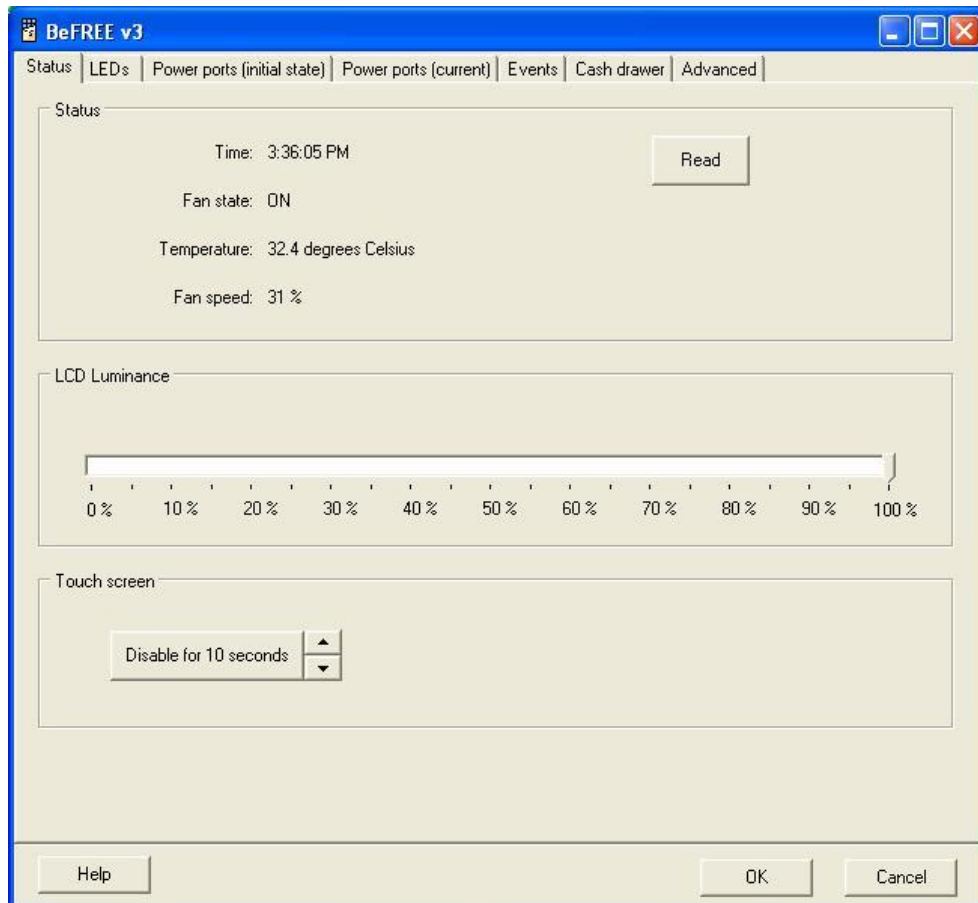 BeFREE v3
Status LEDs Power ports (initial state) Power ports (current) Events Cash drawer Advanced
Status
Time: 3:36:05 PM
Read
Fan state: ON
Temperature: 32.4 degrees Celsius
Fan speed: 31 %
LCD Luminance
0 % 10 % 20 % 30 % 40 % 50 % 60 % 70 % 80 % 90 % 100 %
Touch screen
Disable for 10 seconds
Help OK Cancel